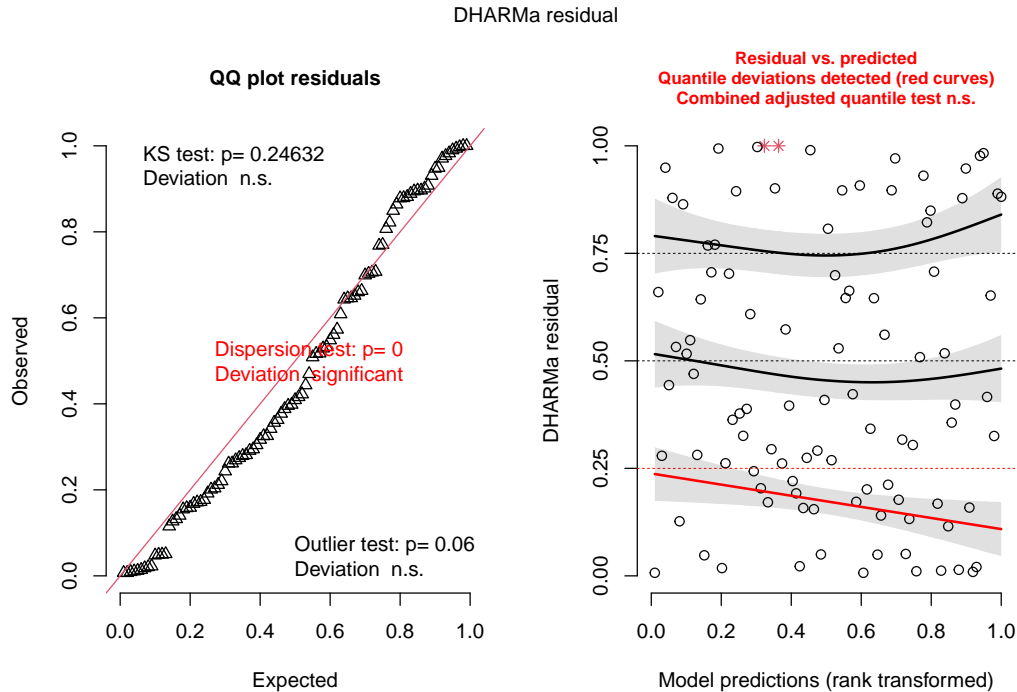 DHARMa residual
QQ plot residuals
KS test: p= 0.24632
Deviation n.s.
Dispersion test: p= 0
Deviation significant
Outlier test: p= 0.06
Deviation n.s.
Observed
0.0 0.2 0.4 0.6 0.8 1.0
0.0 0.2 0.4 0.6 0.8 1.0
Expected
Residual vs. predicted
Quantile deviations detected (red curves)
Combined adjusted quantile test n.s.
DHARMa residual
0.00 0.25 0.50 0.75 1.00
0.0 0.2 0.4 0.6 0.8 1.0
Model predictions (rank transformed)